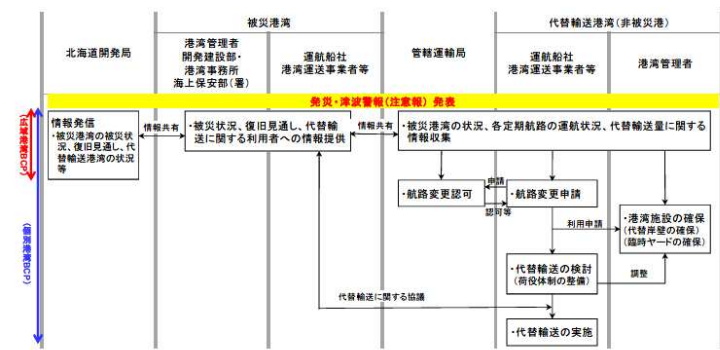 被災港湾
代替輸送港湾(非被災港)
北海道開発局
港湾管理者
開発建設部・
港湾事務所
海上保安部(署)
運航船社
港湾運送事業者等
管轄運輸局
運航船社
港湾運送事業者等
港湾管理者
発災・津波警報(注意報)発表
(広域港湾BCP)
(個別港湾BCP)
情報発信
・被災港湾の被災状
況、復旧見通し、代
替輸送港湾の状況
等
情報共有
・被災状況、復旧見通し、代替輸
送に関する利用者への情報提供
情報共有
・被災港湾の状況、各定期航路の運航状況、代替輸送量に関する
情報収集
・航路変更認可
申請
認可等
・航路変更申請
利用申請
・港湾施設の確保
(代替岸壁の確保)
(臨時ヤードの確保)
・代替輸送の検討
(荷役体制の整備)
調整
代替輸送に関する協議
・代替輸送の実施